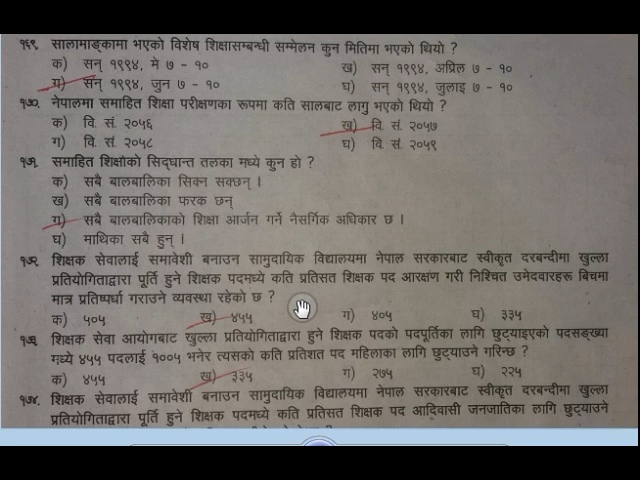 १६९. सालामाङ्कामा भएको विशेष शिक्षासम्बन्धी सम्मेलन कुन मितिमा भएको थियो ?
क) सन् १९९४, मे ७ - १० ख) सन् १९९४, अप्रिल ७ - १०
ग) सन् १९९४, जुन ७ - १० घ) सन् १९९४, जुलाइ ७ - १०
१७०. नेपालमा समाहित शिक्षा परीक्षणका रूपमा कति सालबाट लागु भएको थियो ?
क) वि. सं. २०५६ ख) वि. सं. २०५७
ग) वि. सं. २०५८ घ) वि. सं. २०५९
१७१. समाहित शिक्षाको सिद्धान्त तलका मध्ये कुन हो ?
क) सबै बालबालिका सिक्न सक्छन् ।
ख) सबै बालबालिका फरक छन्
ग) सबै बालबालिकाको शिक्षा आर्जन गर्ने नैसर्गिक अधिकार छ ।
घ) माथिका सबै हुन् ।
१७२. शिक्षक सेवालाई समावेशी बनाउन सामुदायिक विद्यालयमा नेपाल सरकारबाट स्वीकृत दरबन्दीमा खुल्ला
प्रतियोगिताद्वारा पूर्ति हुने शिक्षक पदमध्ये कति प्रतिसत शिक्षक पद आरक्षण गरी निश्चित उमेदवारहरू बिचमा
मात्र प्रतिष्पर्धा गराउने व्यवस्था रहेको छ ?
क) ५०५ ख) ४५५ ग) ४०५ घ) ३३५
१७३. शिक्षक सेवा आयोगबाट खुल्ला प्रतियोगिताद्वारा हुने शिक्षक पदको पदपूर्तिका लागि छुट्याइएको पदसङ्ख्या
मध्ये ४५५ पदलाई १००५ भनेर त्यसको कति प्रतिशत पद महिलाका लागि छुट्याउने गरिन्छ ?
क) ४५५ ख) ३३५ ग) २७५ घ) २२५
१७४. शिक्षक सेवालाई समावेशी बनाउन सामुदायिक विद्यालयमा नेपाल सरकारबाट स्वीकृत दरबन्दीमा खुल्ला
प्रतियोगिताद्वारा पूर्ति हुने शिक्षक पदमध्ये कति प्रतिसत शिक्षक पद आदिवासी जनजातिका लागि छुट्याउने